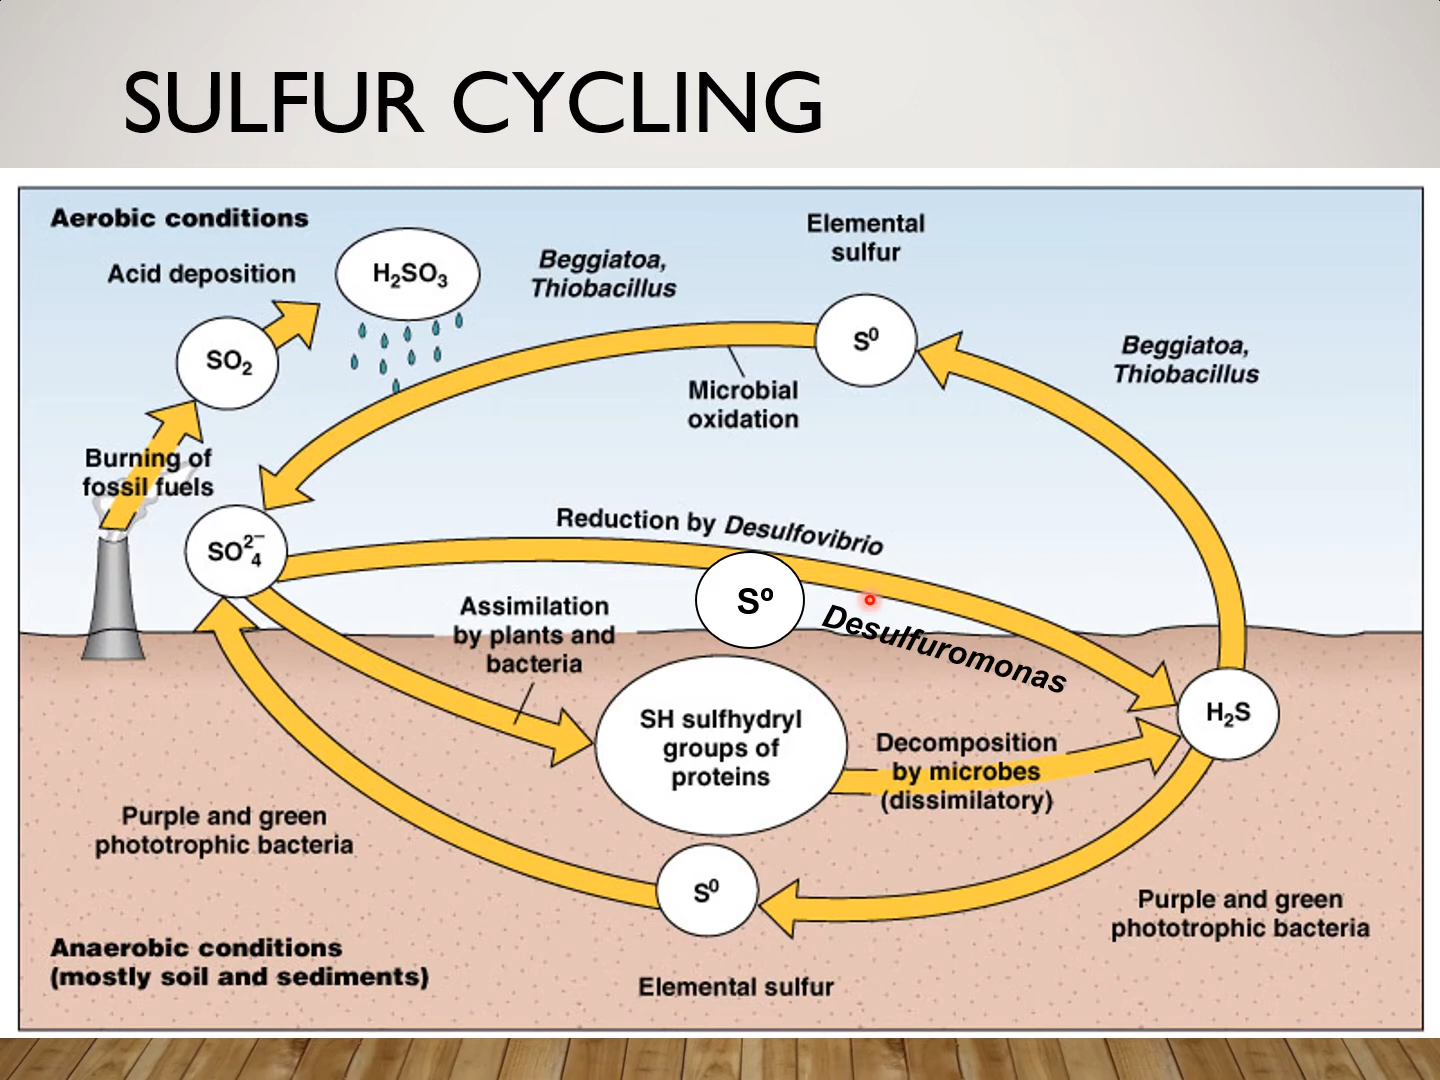 SULFUR CYCLING
Aerobic conditions
Acid deposition
H₂SO₃
Beggiatoa,
Thiobacillus
Elemental
sulfur
S⁰
Beggiatoa,
Thiobacillus
SO₂
Microbial
oxidation
Burning of
fossil fuels
SO₄²⁻
Reduction by Desulfovibrio
Sº
Desulfuromonas
Assimilation
by plants and
bacteria
SH sulfhydryl
groups of
proteins
H₂S
Decomposition
by microbes
(dissimilatory)
Purple and green
phototrophic bacteria
S⁰
Purple and green
phototrophic bacteria
Anaerobic conditions
(mostly soil and sediments)
Elemental sulfur